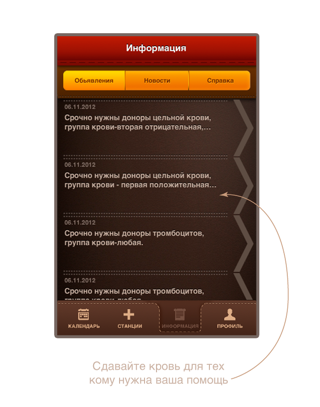 Информация
Объявления
Новости
Справка
06.11.2012
Срочно нужны доноры цельной крови,
группа крови-вторая отрицательная,...
06.11.2012
Срочно нужны доноры цельной крови,
группа крови - первая положительная...
06.11.2012
Срочно нужны доноры тромбоцитов,
группа крови-любая.
06.11.2012
Срочно нужны доноры тромбоцитов,
группа крови-любая
КАЛЕНДАРЬ
СТАНЦИИ
ИНФОРМАЦИЯ
ПРОФИЛЬ
Сдавайте кровь для тех
кому нужна ваша помощь